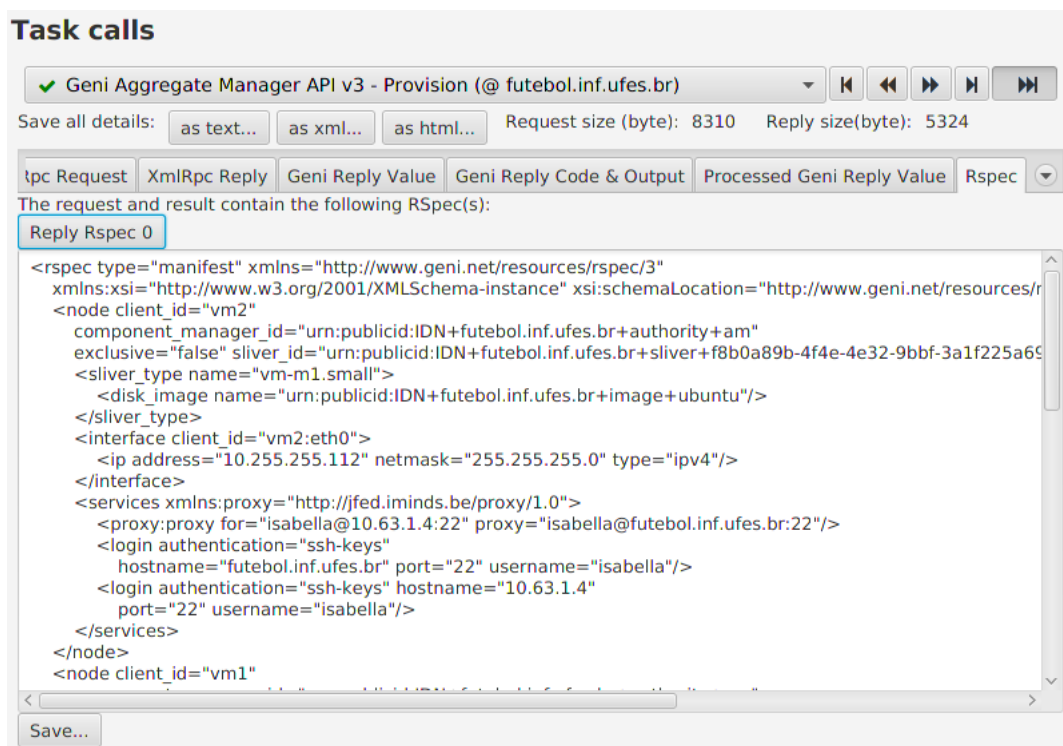 Task calls
Geni Aggregate Manager API v3 - Provision (@ futebol.inf.ufes.br)
Save all details: as text... as xml... as html... Request size (byte): 8310 Reply size(byte): 5324
Request XmlRpc Reply Geni Reply Value Geni Reply Code & Output Processed Geni Reply Value Rspec
The request and result contain the following RSpec(s):
Reply Rspec 0
<rspec type="manifest" xmlns="http://www.geni.net/resources/rspec/3"
xmlns:xsi="http://www.w3.org/2001/XMLSchema-instance" xsi:schemaLocation="http://www.geni.net/resources/r
<node client_id="vm2"
component_manager_id="urn:publicid:IDN+futebol.inf.ufes.br+authority+am"
exclusive="false" sliver_id="urn:publicid:IDN+futebol.inf.ufes.br+sliver+f8b0a89b-4f4e-4e32-9bbf-3a1f225a69
<sliver_type name="vm-m1.small">
<disk_image name="urn:publicid:IDN+futebol.inf.ufes.br+image+ubuntu"/>
</sliver_type>
<interface client_id="vm2:eth0">
<ip address="10.255.255.112" netmask="255.255.255.0" type="ipv4"/>
</interface>
<services xmlns:proxy="http://jfed.iminds.be/proxy/1.0">
<proxy:proxy for="isabella@10.63.1.4:22" proxy="isabella@futebol.inf.ufes.br:22"/>
<login authentication="ssh-keys"
hostname="futebol.inf.ufes.br" port="22" username="isabella"/>
<login authentication="ssh-keys" hostname="10.63.1.4"
port="22" username="isabella"/>
</services>
</node>
<node client_id="vm1"
Save...